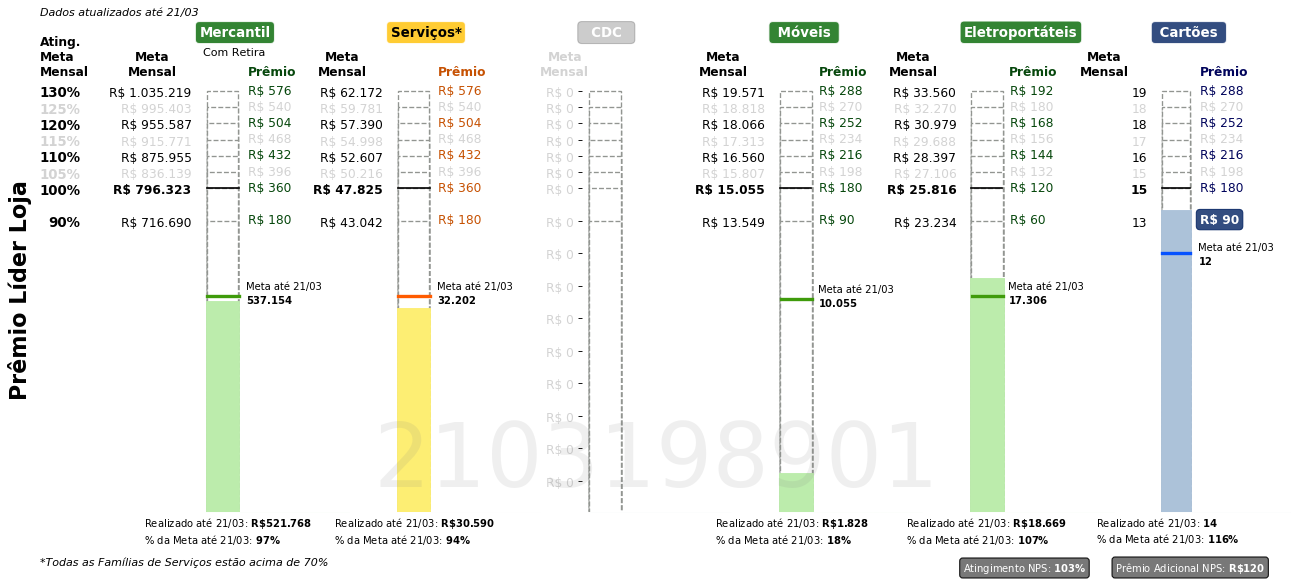 Dados atualizados até 21/03
Mercantil Serviços* CDC Móveis Eletroportáteis Cartões
Com Retira
Ating. Meta Mensal
Meta Mensal Prêmio Meta Mensal Prêmio Meta Mensal Meta Mensal Prêmio Meta Mensal Prêmio Meta Mensal Prêmio
130% R$ 1.035.219 R$ 576 R$ 62.172 R$ 576 R$ 0 R$ 19.571 R$ 288 R$ 33.560 R$ 192 19 R$ 288
125% R$ 995.403 R$ 540 R$ 59.781 R$ 540 R$ 0 R$ 18.818 R$ 270 R$ 32.270 R$ 180 18 R$ 270
120% R$ 955.587 R$ 504 R$ 57.390 R$ 504 R$ 0 R$ 18.066 R$ 252 R$ 30.979 R$ 168 18 R$ 252
115% R$ 915.771 R$ 468 R$ 54.998 R$ 468 R$ 0 R$ 17.313 R$ 234 R$ 29.688 R$ 156 17 R$ 234
110% R$ 875.955 R$ 432 R$ 52.607 R$ 432 R$ 0 R$ 16.560 R$ 216 R$ 28.397 R$ 144 16 R$ 216
105% R$ 836.139 R$ 396 R$ 50.216 R$ 396 R$ 0 R$ 15.807 R$ 198 R$ 27.106 R$ 132 15 R$ 198
100% R$ 796.323 R$ 360 R$ 47.825 R$ 360 R$ 0 R$ 15.055 R$ 180 R$ 25.816 R$ 120 15 R$ 180
90% R$ 716.690 R$ 180 R$ 43.042 R$ 180 R$ 0 R$ 13.549 R$ 90 R$ 23.234 R$ 60 13 R$ 90
R$ 0
R$ 0
R$ 0
R$ 0
R$ 0
R$ 0
R$ 0
R$ 0
Meta até 21/03 Meta até 21/03 Meta até 21/03 Meta até 21/03 Meta até 21/03
537.154 32.202 10.055 17.306 12
Prêmio Líder Loja
2103198901
Realizado até 21/03: R$521.768 Realizado até 21/03: R$30.590 Realizado até 21/03: R$1.828 Realizado até 21/03: R$18.669 Realizado até 21/03: 14
% da Meta até 21/03: 97% % da Meta até 21/03: 94% % da Meta até 21/03: 18% % da Meta até 21/03: 107% % da Meta até 21/03: 116%
*Todas as Famílias de Serviços estão acima de 70%
Atingimento NPS: 103% Prêmio Adicional NPS: R$120